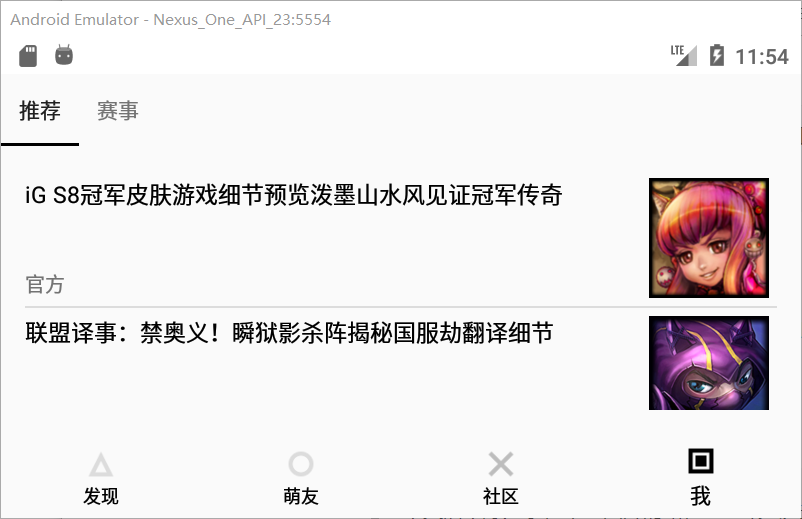 Android Emulator - Nexus_One_API_23:5554
LTE 11:54
推荐 赛事
iG S8冠军皮肤游戏细节预览泼墨山水风见证冠军传奇
官方
联盟译事：禁奥义！瞬狱影杀阵揭秘国服劫翻译细节
发现 萌友 社区 我